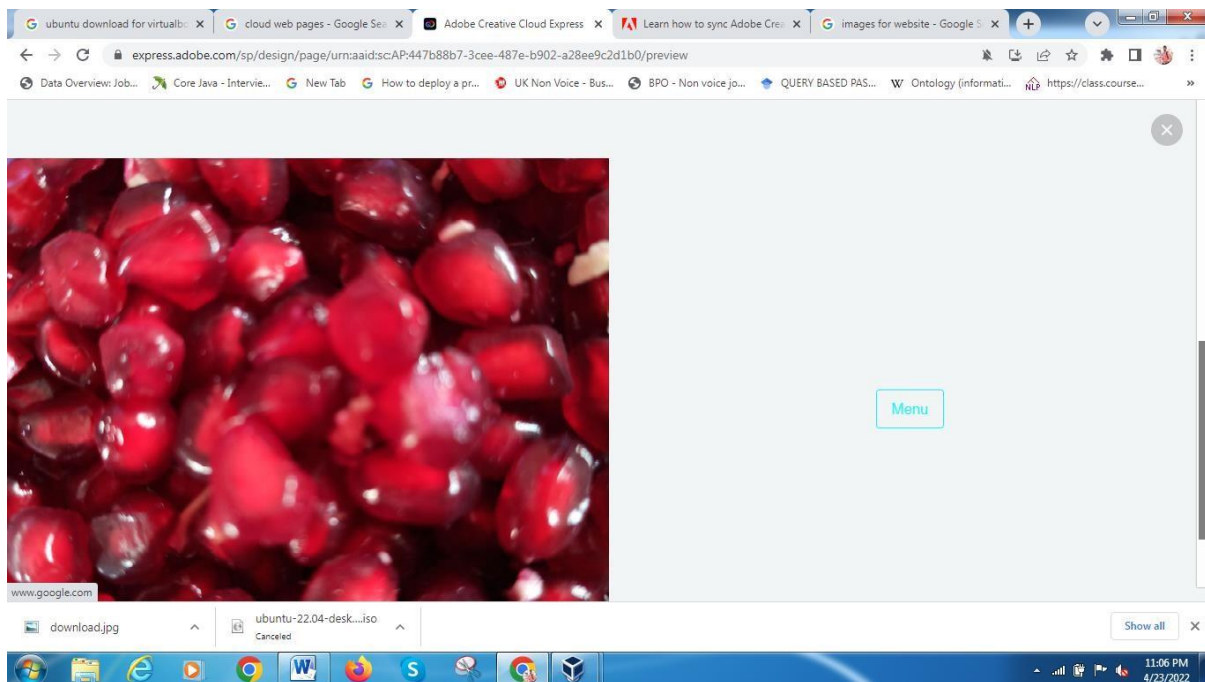 ubuntu download for virtualbo
cloud web pages - Google Sea
Adobe Creative Cloud Express
Learn how to sync Adobe Crea
images for website - Google S
express.adobe.com/sp/design/page/urn:aaid:sc:AP:447b88b7-3cee-487e-b902-a28ee9c2d1b0/preview
Data Overview: Job...
Core Java - Intervie...
New Tab
How to deploy a pr...
UK Non Voice - Bus...
BPO - Non voice jo...
QUERY BASED PAS...
W Ontology (informati...
NLP https://class.course...
Menu
www.google.com
download.jpg
ubuntu-22.04-desk....iso
Canceled
Show all
11:06 PM
4/23/2022